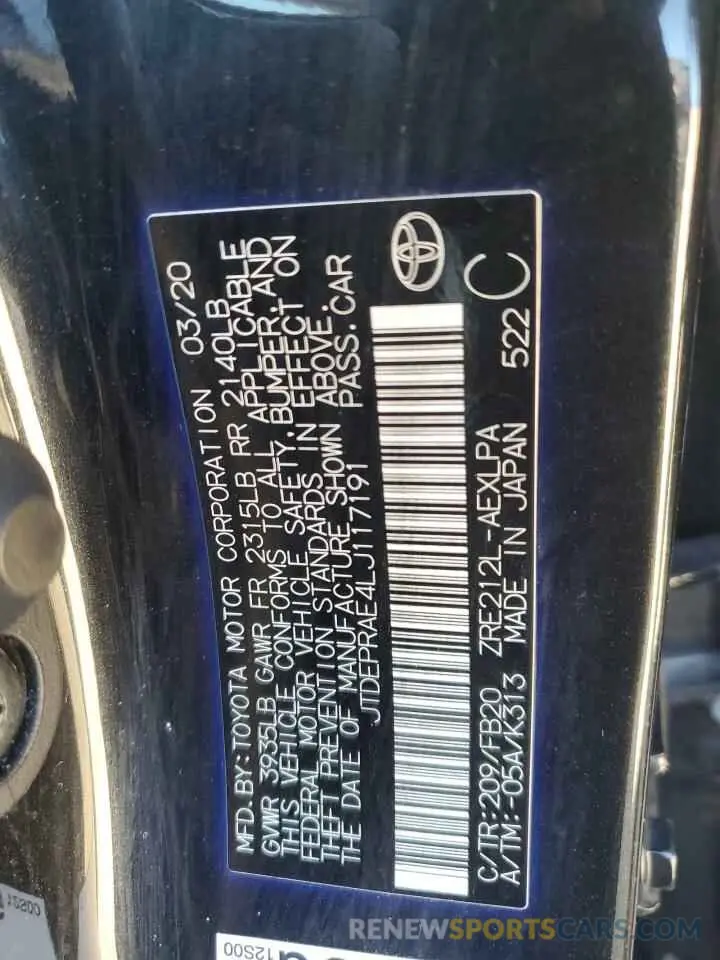 MFD.BY:TOYOTA MOTOR CORPORATION 03/20
GVWR 3935LB GAWR FR 2315LB RR 2140LB
THIS VEHICLE CONFORMS TO ALL APPLICABLE
FEDERAL MOTOR VEHICLE SAFETY, BUMPER, AND
THEFT PREVENTION STANDARDS IN EFFECT ON
THE DATE OF MANUFACTURE SHOWN ABOVE.
JTDEPRAE4LJ117191 PASS.CAR
C/TR:209/FB20 ZRE212L-AEXLPA
A/TM:-05A/K313 MADE IN JAPAN 522 C
12S00
RENEWSPORTSCARS.COM